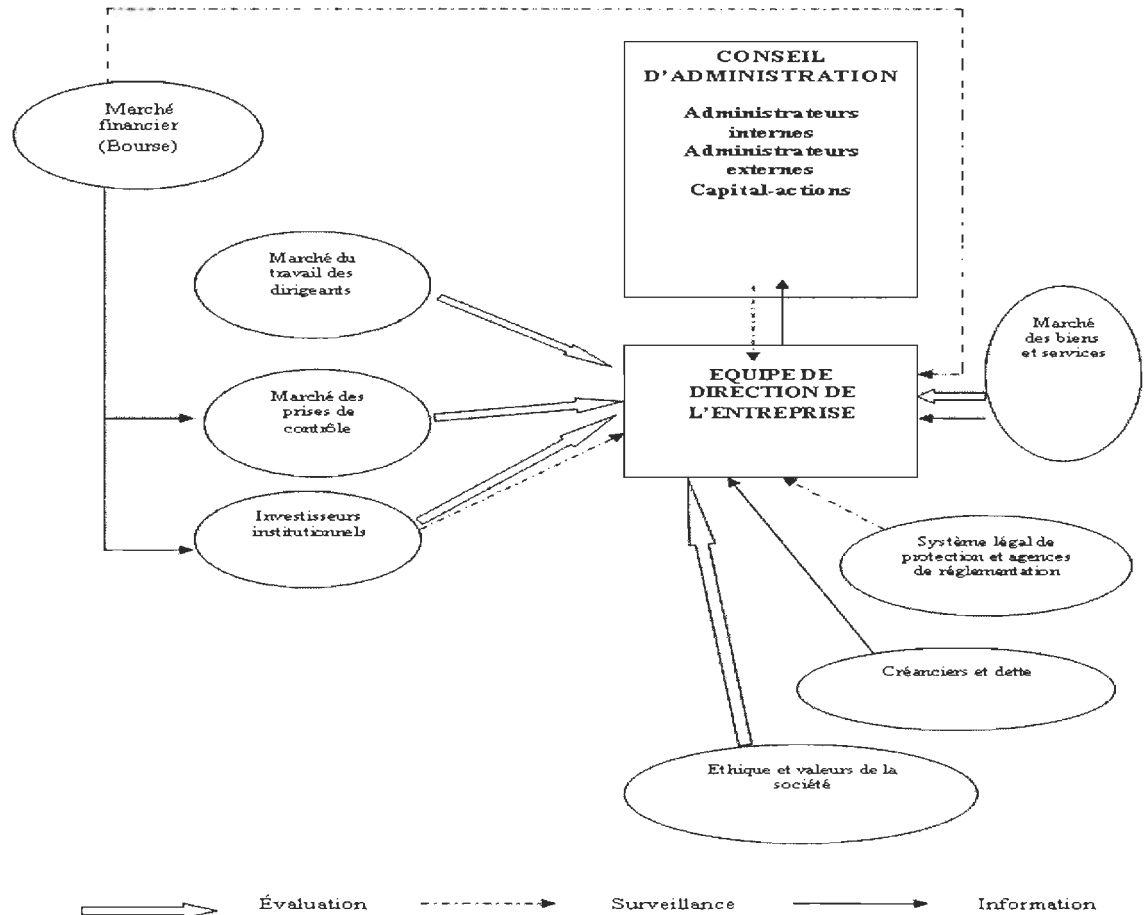 CONSEIL
D'ADMINISTRATION
Administrateurs
internes
Administrateurs
externes
Capital-actions
Marché
financier
(Bourse)
Marché du
travail des
dirigeants
Marché
des biens
et services
EQUIPE DE
DIRECTION DE
L'ENTREPRISE
Marché des
prises de
contrôle
Investisseurs
institutionnels
Système légal de
protection et agences
de réglementation
Créanciers et dette
Ethique et valeurs de la
société
Évaluation
Surveillance
Information